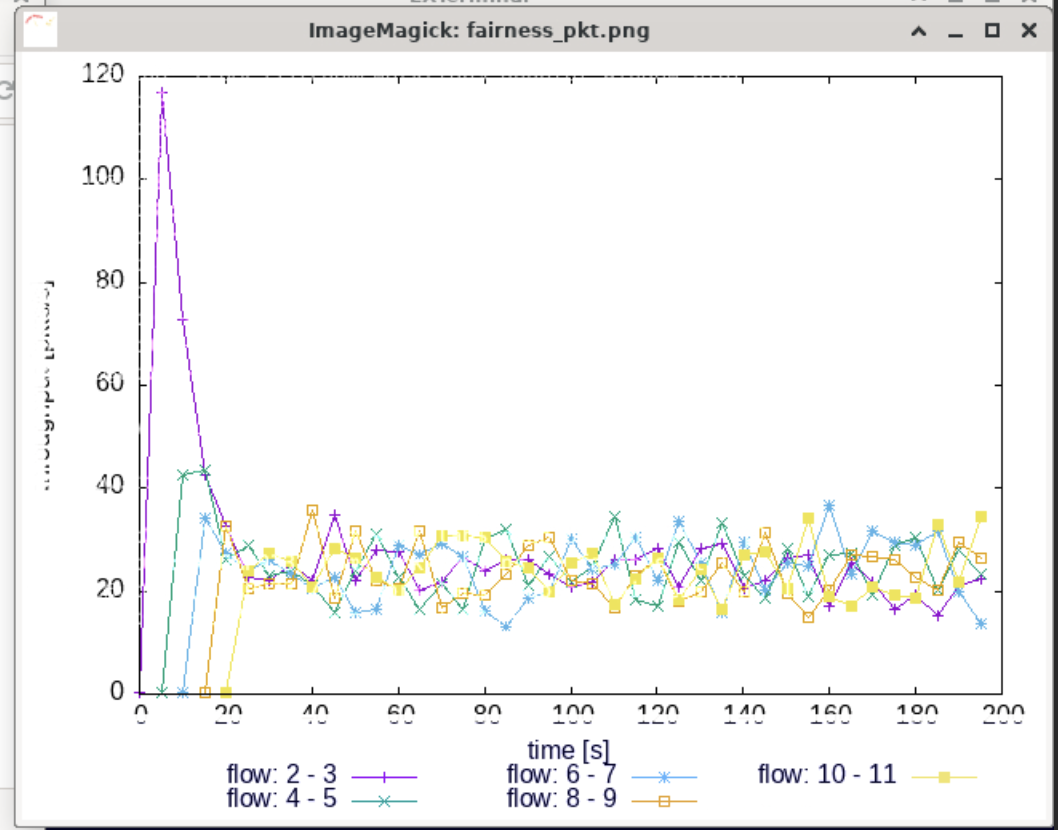 ImageMagick: fairness_pkt.png
120
100
80
60
40
20
0
0 20 40 60 80 100 120 140 160 180 200
time [s]
flow: 2 - 3 flow: 6 - 7 flow: 10 - 11
flow: 4 - 5 flow: 8 - 9